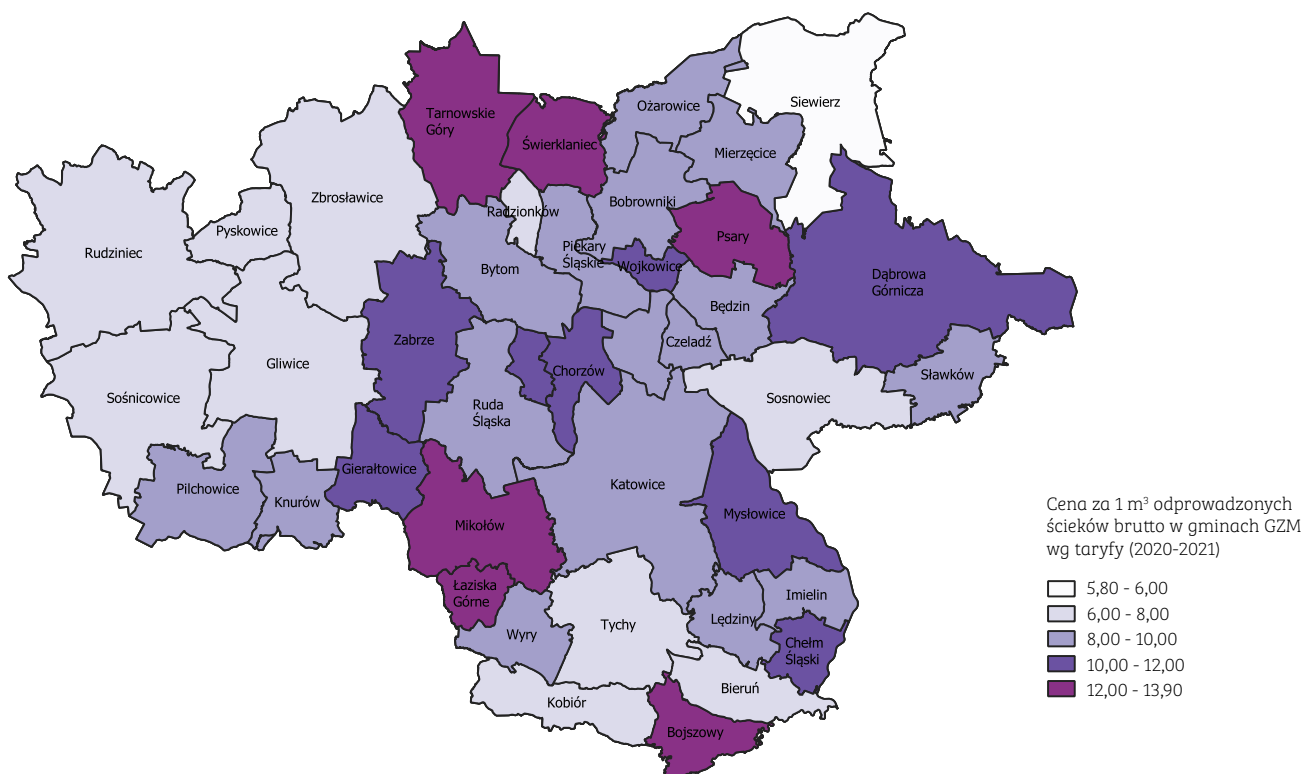 Tarnowskie
Góry
Świerklaniec
Ożarowice
Siewierz
Mierzęcice
Zbrosławice
Radzionków
Bobrowniki
Pyskowice
Rudziniec
Piekary
Śląskie
Wojkowice
Psary
Bytom
Dąbrowa
Górnicza
Będzin
Zabrze
Czeladź
Gliwice
Chorzów
Sławków
Sośnicowice
Sosnowiec
Ruda
Śląska
Gierałtowice
Pilchowice
Knurów
Katowice
Mikołów
Mysłowice
Łaziska
Górne
Imielin
Lędziny
Wyry
Tychy
Chełm
Śląski
Bieruń
Kobiór
Bojszowy
Cena za 1 m³ odprowadzonych
ścieków brutto w gminach GZM
wg taryfy (2020-2021)
5,80 - 6,00
6,00 - 8,00
8,00 - 10,00
10,00 - 12,00
12,00 - 13,90